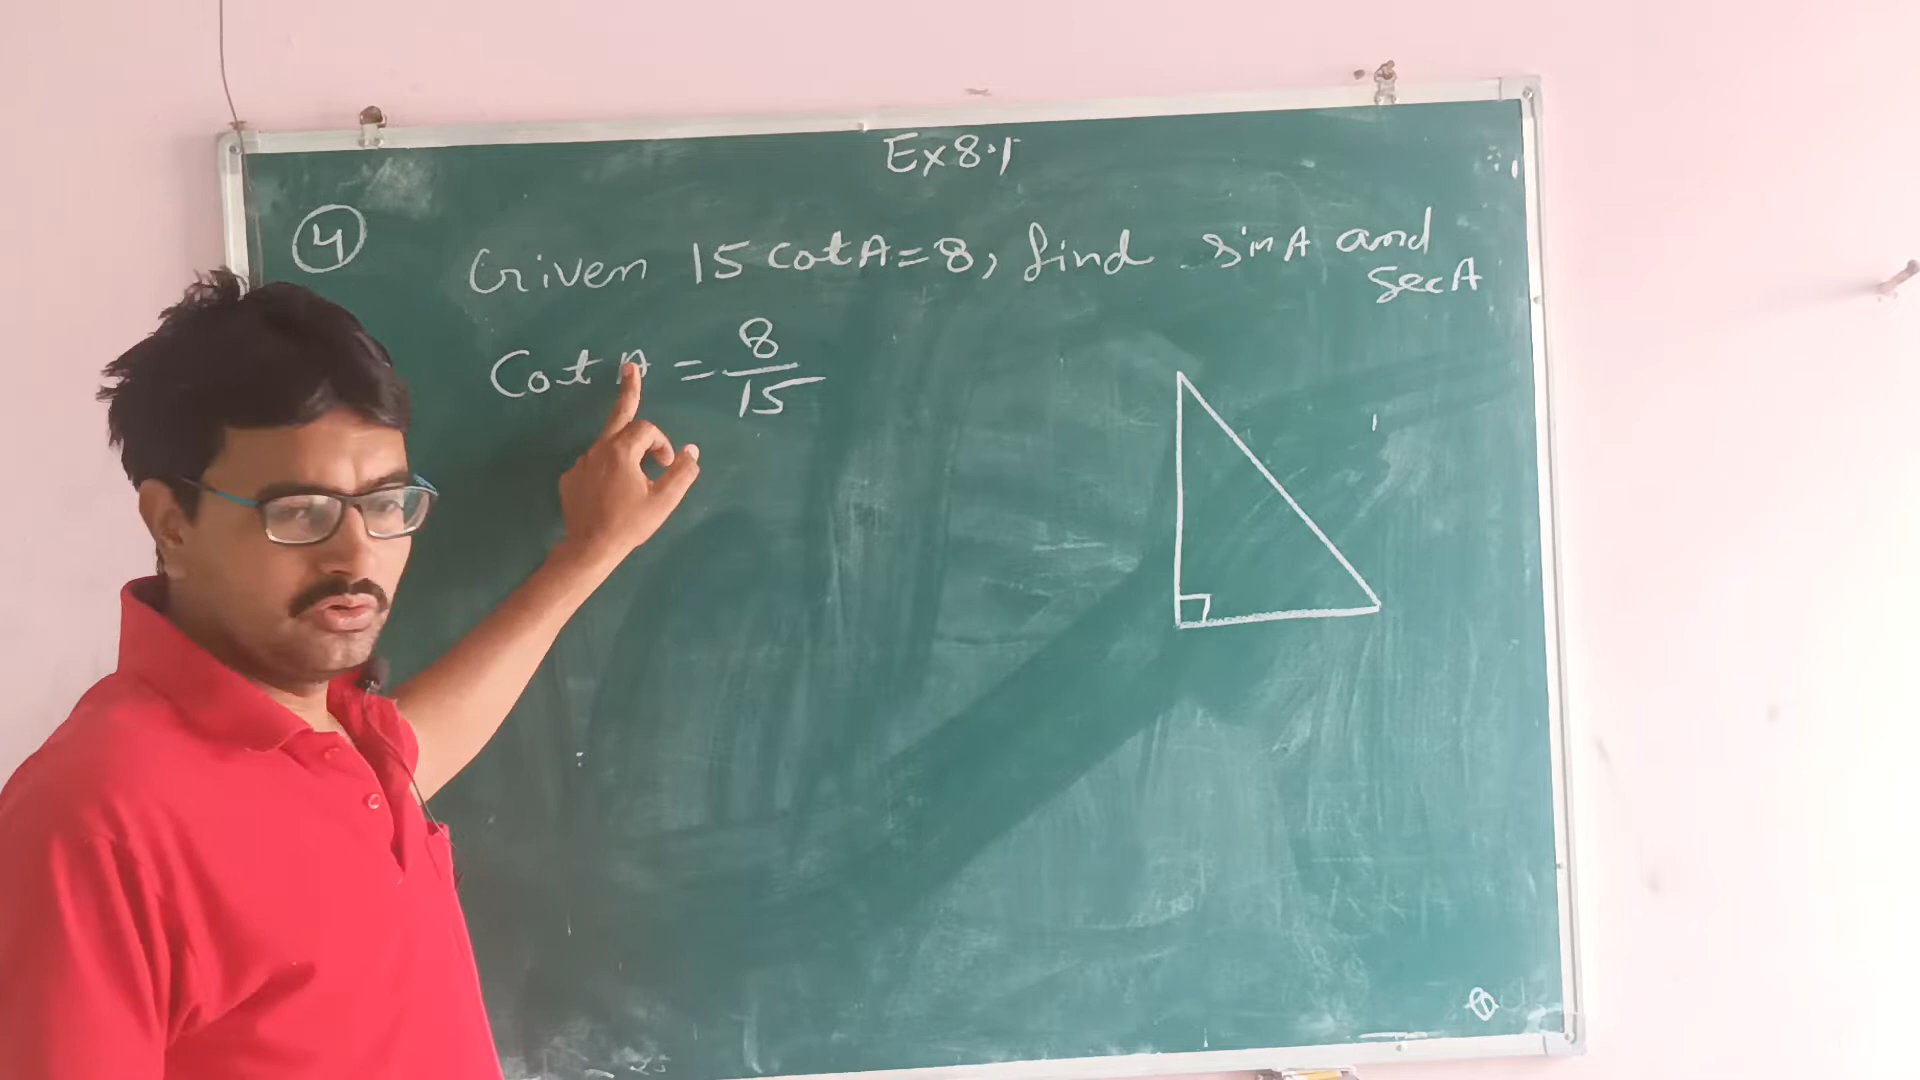 Ex 8.1
4 Given 15 cot A = 8, find sin A and
sec A
Cot A = 8/15